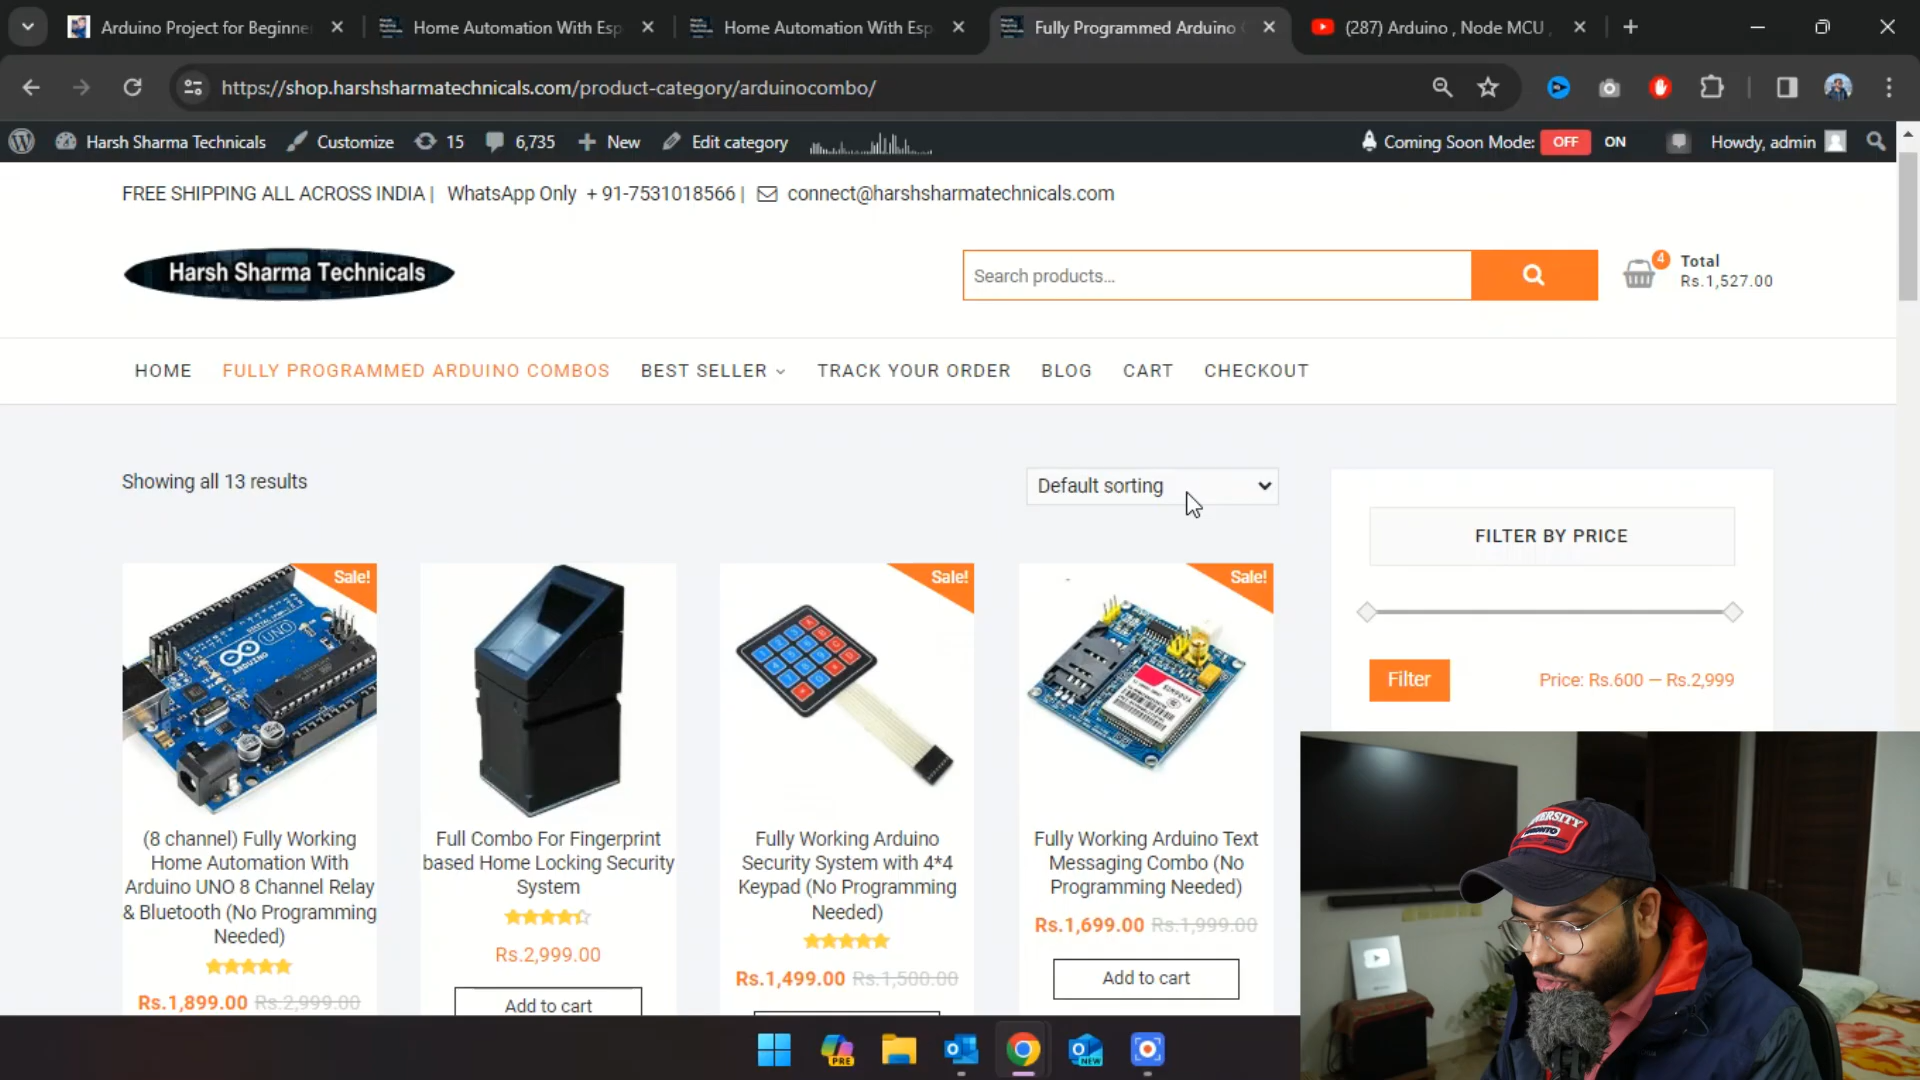 Arduino Project for Beginne
Home Automation With Esp
Home Automation With Esp
Fully Programmed Arduino
(287) Arduino , Node MCU ,
https://shop.harshsharmatechnicals.com/product-category/arduinocombo/
Harsh Sharma Technicals
Customize
15
6,735
New
Edit category
Coming Soon Mode:
OFF
ON
Howdy, admin
FREE SHIPPING ALL ACROSS INDIA | WhatsApp Only + 91-7531018566 | connect@harshsharmatechnicals.com
Harsh Sharma Technicals
Search products...
4
Total
Rs.1,527.00
HOME
FULLY PROGRAMMED ARDUINO COMBOS
BEST SELLER
TRACK YOUR ORDER
BLOG
CART
CHECKOUT
Showing all 13 results
Default sorting
FILTER BY PRICE
Filter
Price: Rs.600 — Rs.2,999
Sale!
UNO
ARDUINO
(8 channel) Fully Working
Home Automation With
Arduino UNO 8 Channel Relay
& Bluetooth (No Programming
Needed)
Rs.1,899.00 Rs.2,999.00
Full Combo For Fingerprint
based Home Locking Security
System
Rs.2,999.00
Add to cart
Sale!
Fully Working Arduino
Security System with 4*4
Keypad (No Programming
Needed)
Rs.1,499.00 Rs.1,500.00
Sale!
Fully Working Arduino Text
Messaging Combo (No
Programming Needed)
Rs.1,699.00 Rs.1,999.00
Add to cart
PRE
NEW